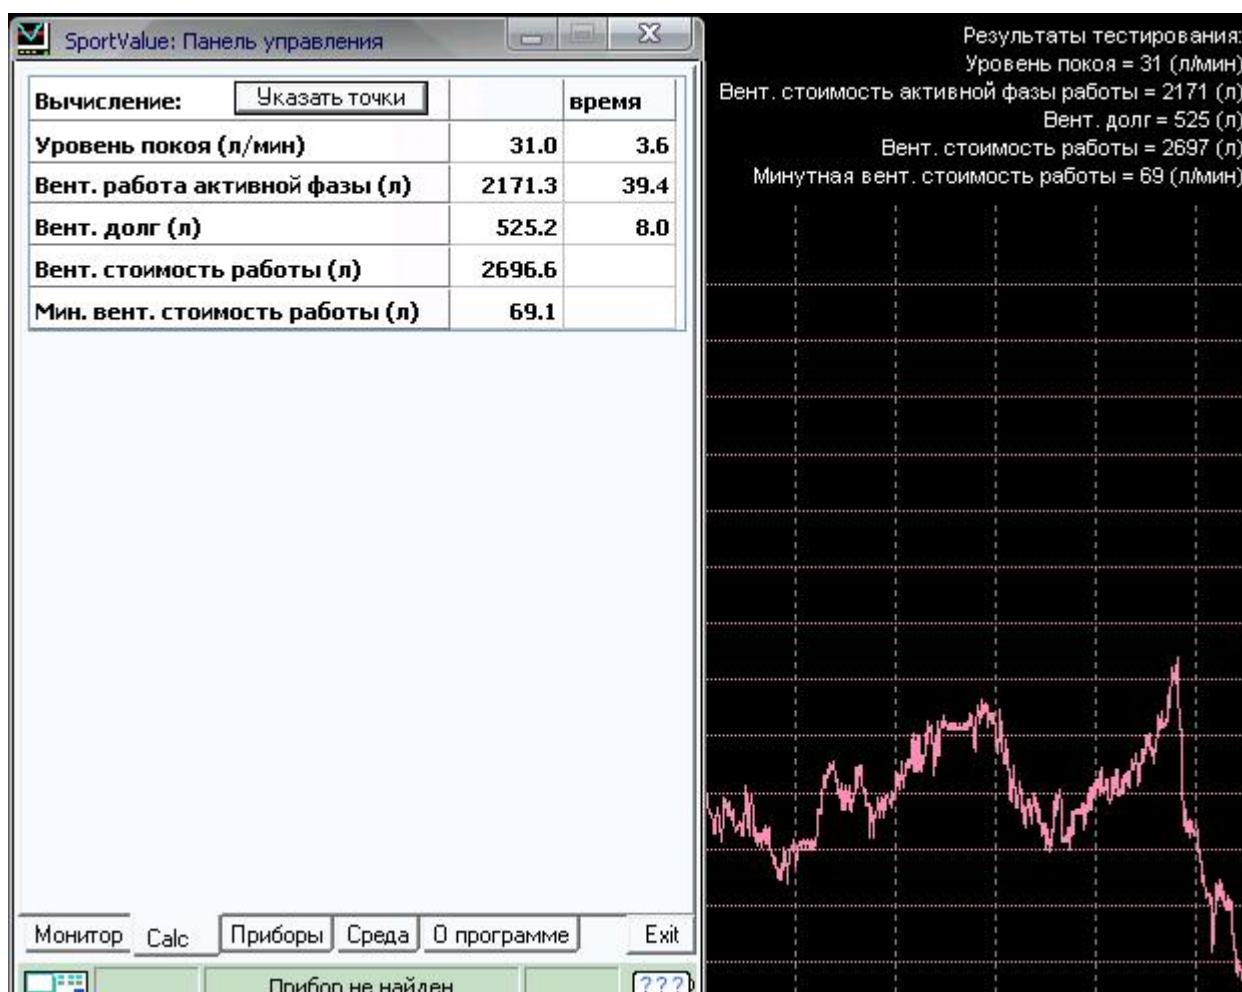 SportValue: Панель управления
Вычисление: Указать точки время
Уровень покоя (л/мин) 31.0 3.6
Вент. работа активной фазы (л) 2171.3 39.4
Вент. долг (л) 525.2 8.0
Вент. стоимость работы (л) 2696.6
Мин. вент. стоимость работы (л) 69.1
Монитор Calc Приборы Среда О программе Exit
Прибор не найден ???
Результаты тестирования:
Уровень покоя = 31 (л/мин)
Вент. стоимость активной фазы работы = 2171 (л)
Вент. долг = 525 (л)
Вент. стоимость работы = 2697 (л)
Минутная вент. стоимость работы = 69 (л/мин)